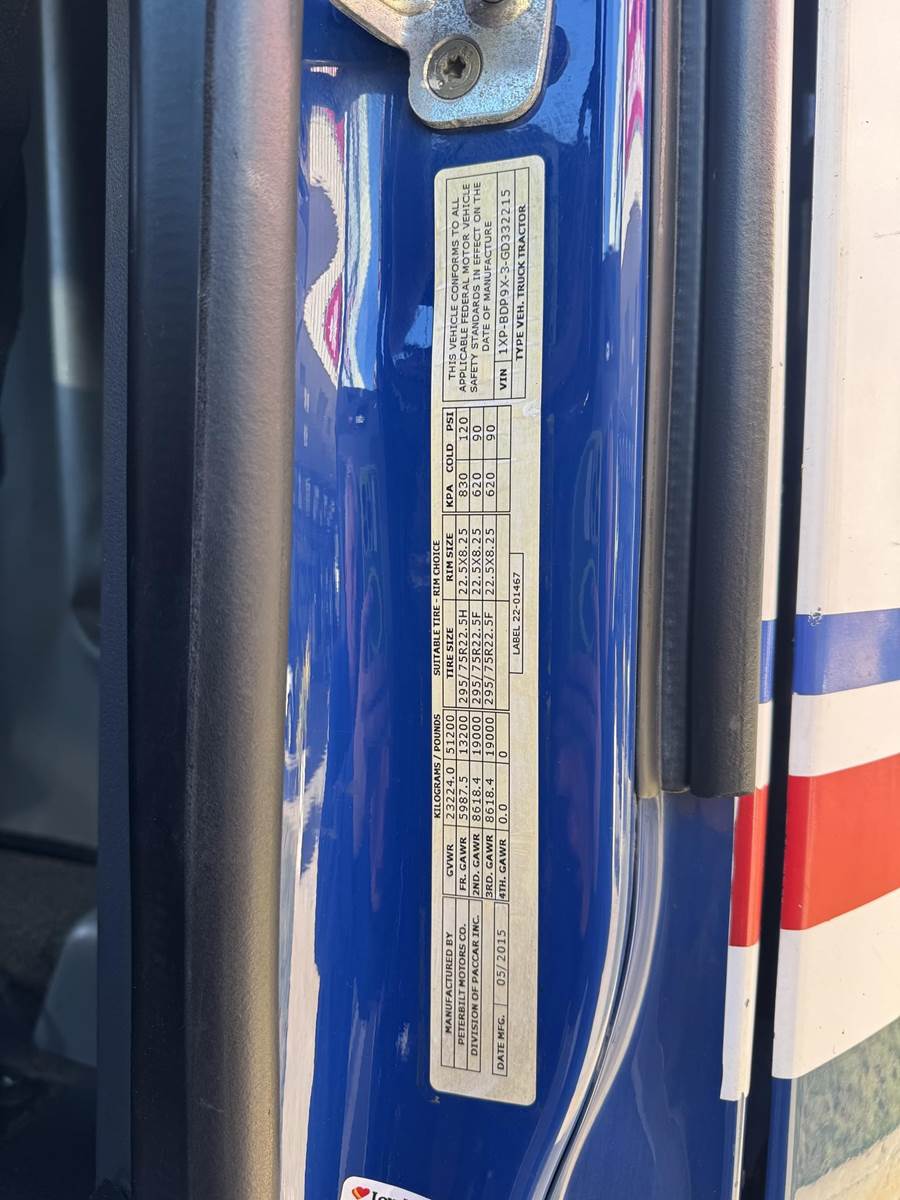 MANUFACTURED BY
PETERBILT MOTORS CO.
DIVISION OF PACCAR INC.
DATE MFG. 05/2015
KILOGRAMS / POUNDS
GVWR 23224.0 51200
FR. GAWR 5987.5 13200
2ND. GAWR 8618.4 19000
3RD. GAWR 8618.4 19000
4TH. GAWR 0.0 0
SUITABLE TIRE - RIM CHOICE
TIRE SIZE RIM SIZE KPA COLD PSI
295/75R22.5H 22.5X8.25 830 120
295/75R22.5F 22.5X8.25 620 90
295/75R22.5F 22.5X8.25 620 90
LABEL 22-01467
THIS VEHICLE CONFORMS TO ALL
APPLICABLE FEDERAL MOTOR VEHICLE
SAFETY STANDARDS IN EFFECT ON THE
DATE OF MANUFACTURE
VIN 1XP-BDP9X-3-GD332215
TYPE VEH. TRUCK TRACTOR